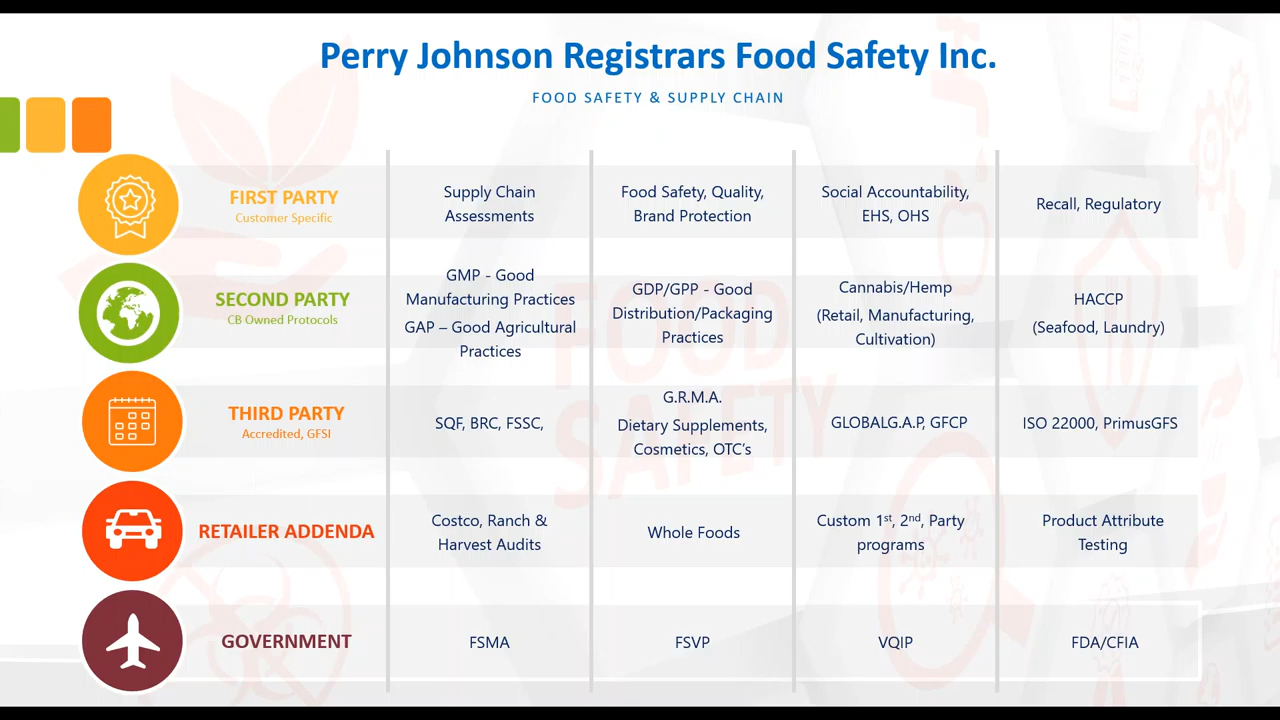 Perry Johnson Registrars Food Safety Inc.
FOOD SAFETY & SUPPLY CHAIN
FIRST PARTY
Customer Specific
Supply Chain
Assessments
Food Safety, Quality,
Brand Protection
Social Accountability,
EHS, OHS
Recall, Regulatory
SECOND PARTY
CB Owned Protocols
GMP - Good
Manufacturing Practices
GAP – Good Agricultural
Practices
GDP/GPP - Good
Distribution/Packaging
Practices
Cannabis/Hemp
(Retail, Manufacturing,
Cultivation)
HACCP
(Seafood, Laundry)
THIRD PARTY
Accredited, GFSI
SQF, BRC, FSSC,
G.R.M.A.
Dietary Supplements,
Cosmetics, OTC’s
GLOBALG.A.P, GFCP
ISO 22000, PrimusGFS
RETAILER ADDENDA
Costco, Ranch &
Harvest Audits
Whole Foods
Custom 1st, 2nd, Party
programs
Product Attribute
Testing
GOVERNMENT
FSMA
FSVP
VQIP
FDA/CFIA
FOOD
SAFETY